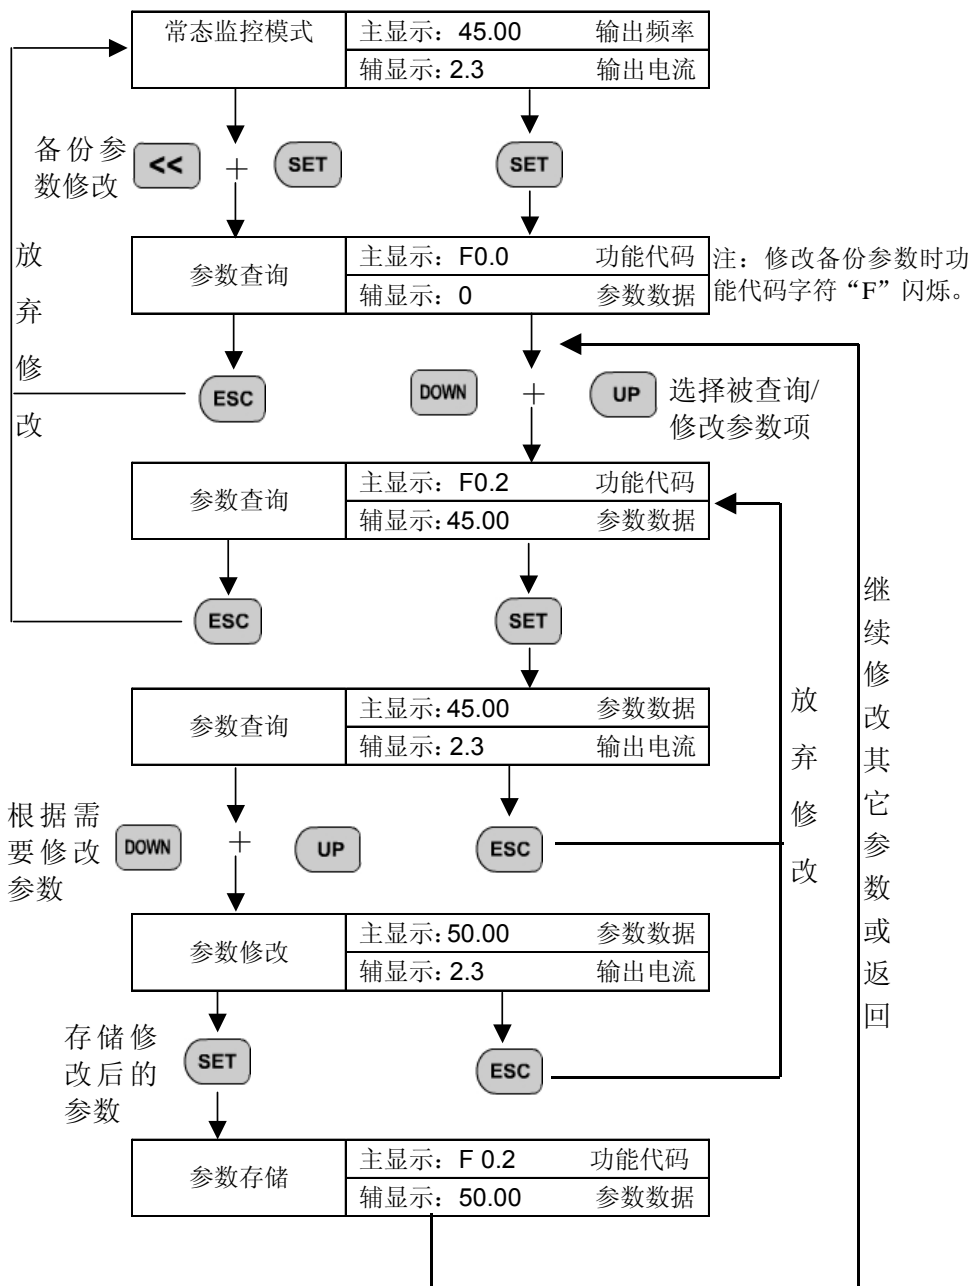 常态监控模式
主显示：45.00 输出频率
辅显示：2.3 输出电流
备份参
数修改
<<
+
SET
SET
放
弃
修
改
参数查询
主显示：F0.0 功能代码
辅显示：0 参数数据
注：修改备份参数时功
能代码字符“F”闪烁。
ESC
DOWN
+
UP
选择被查询/
修改参数项
参数查询
主显示：F0.2 功能代码
辅显示：45.00 参数数据
ESC
SET
参数查询
主显示：45.00 参数数据
辅显示：2.3 输出电流
根据需
要修改
参数
DOWN
+
UP
ESC
放
弃
修
改
继
续
修
改
其
它
参
数
或
返
回
参数修改
主显示：50.00 参数数据
辅显示：2.3 输出电流
存储修
改后的
参数
SET
ESC
参数存储
主显示：F 0.2 功能代码
辅显示：50.00 参数数据